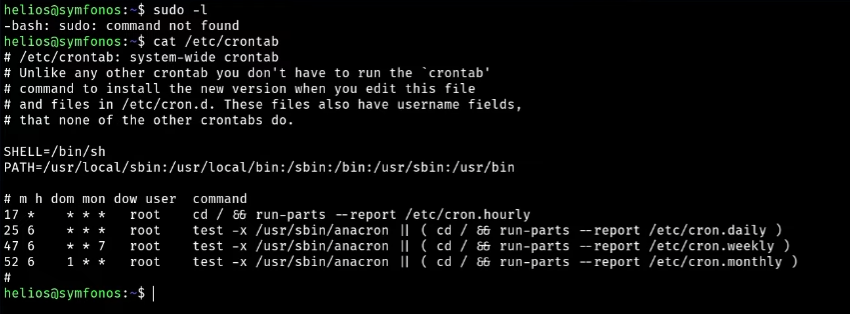 helios@symfonos:~$ sudo -l
-bash: sudo: command not found
helios@symfonos:~$ cat /etc/crontab
# /etc/crontab: system-wide crontab
# Unlike any other crontab you don't have to run the `crontab'
# command to install the new version when you edit this file
# and files in /etc/cron.d. These files also have username fields,
# that none of the other crontabs do.

SHELL=/bin/sh
PATH=/usr/local/sbin:/usr/local/bin:/sbin:/bin:/usr/sbin:/usr/bin

# m h dom mon dow user  command
17 *    * * *   root    cd / && run-parts --report /etc/cron.hourly
25 6    * * *   root    test -x /usr/sbin/anacron || ( cd / && run-parts --report /etc/cron.daily )
47 6    * * 7   root    test -x /usr/sbin/anacron || ( cd / && run-parts --report /etc/cron.weekly )
52 6    1 * *   root    test -x /usr/sbin/anacron || ( cd / && run-parts --report /etc/cron.monthly )
#
helios@symfonos:~$